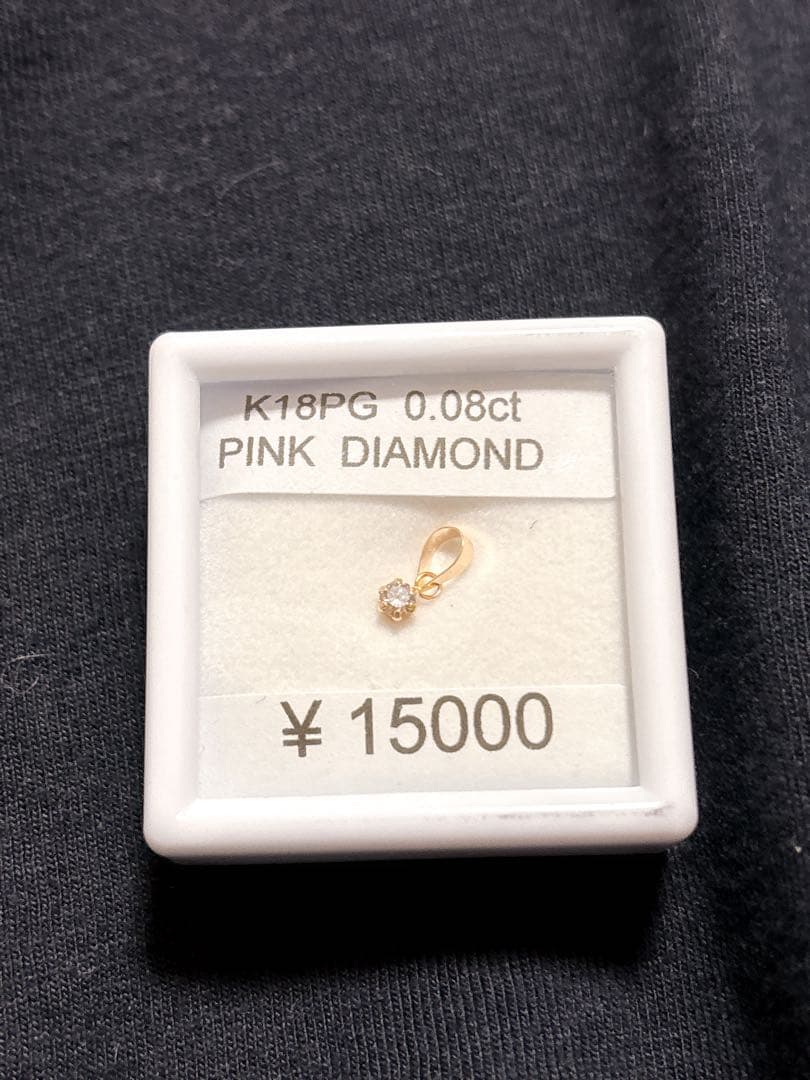 K18PG 0.08ct
PINK DIAMOND
¥ 15000